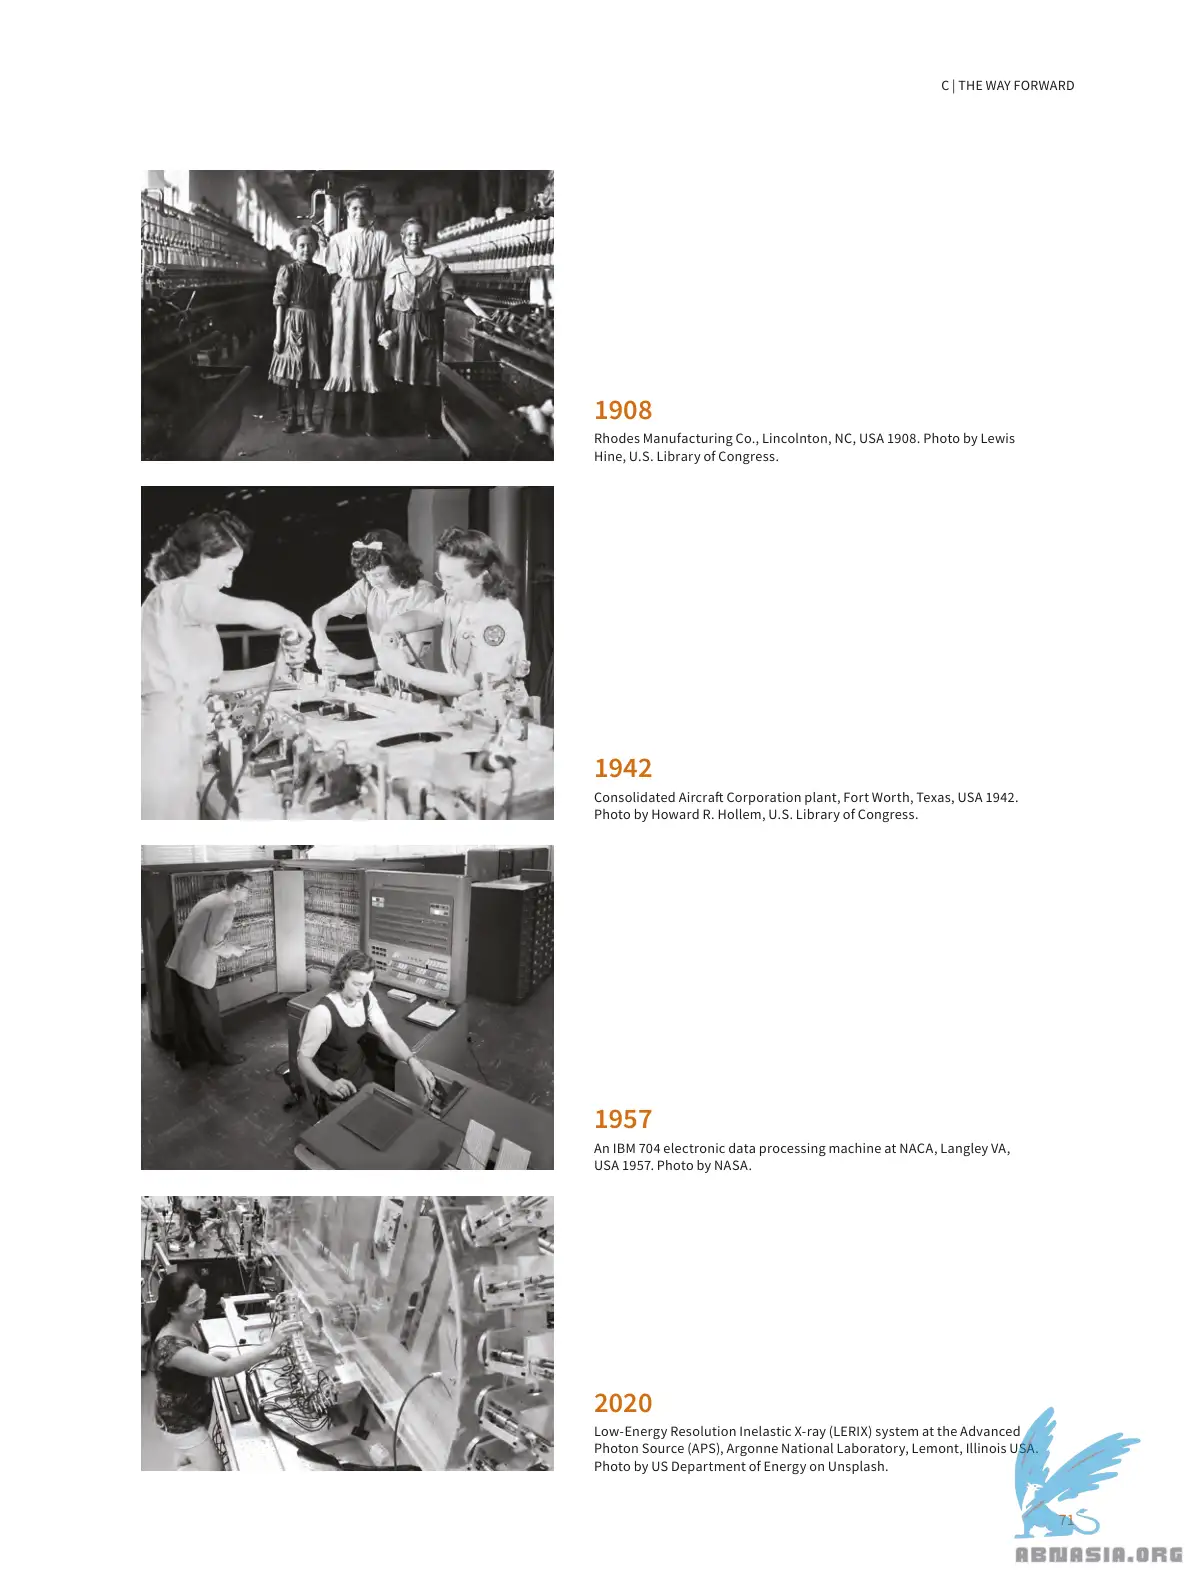 C | THE WAY FORWARD
1908
Rhodes Manufacturing Co., Lincolnton, NC, USA 1908. Photo by Lewis
Hine, U.S. Library of Congress.
1942
Consolidated Aircraft Corporation plant, Fort Worth, Texas, USA 1942.
Photo by Howard R. Hollem, U.S. Library of Congress.
1957
An IBM 704 electronic data processing machine at NACA, Langley VA,
USA 1957. Photo by NASA.
2020
Low-Energy Resolution Inelastic X-ray (LERIX) system at the Advanced
Photon Source (APS), Argonne National Laboratory, Lemont, Illinois USA.
Photo by US Department of Energy on Unsplash.
71
ABNASIA.ORG